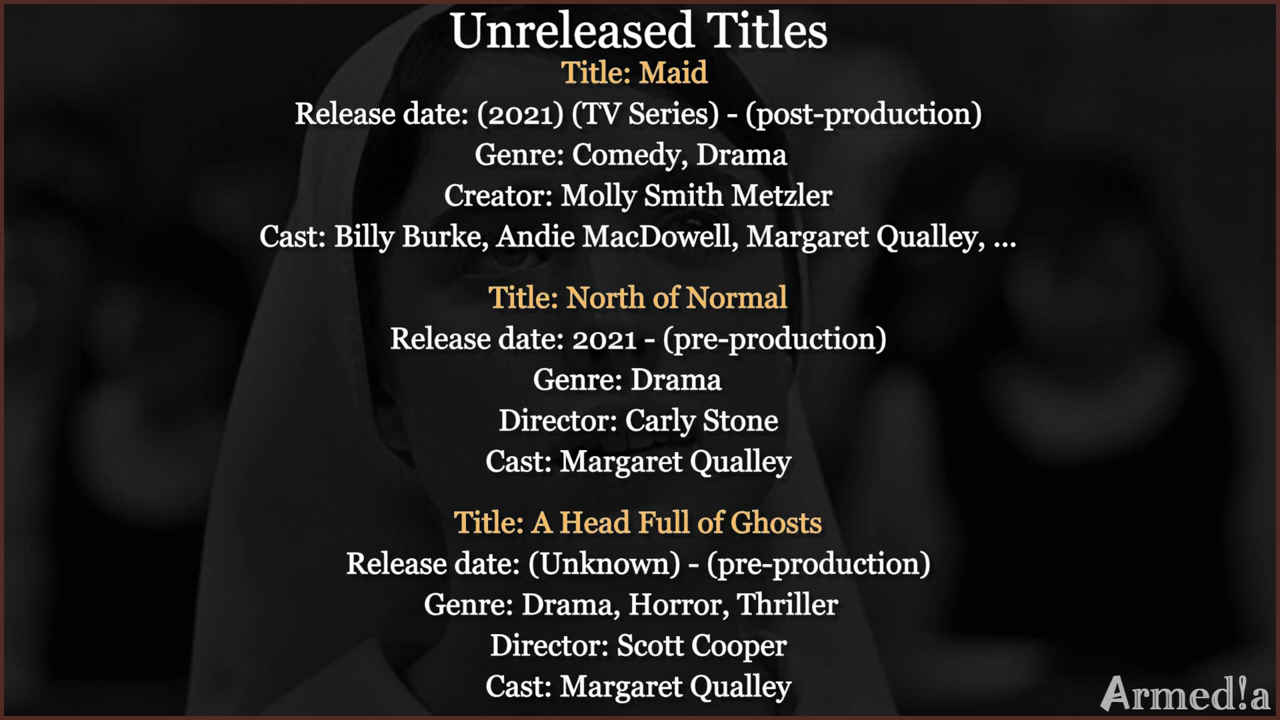 Unreleased Titles
Title: Maid
Release date: (2021) (TV Series) - (post-production)
Genre: Comedy, Drama
Creator: Molly Smith Metzler
Cast: Billy Burke, Andie MacDowell, Margaret Qualley, ...
Title: North of Normal
Release date: 2021 - (pre-production)
Genre: Drama
Director: Carly Stone
Cast: Margaret Qualley
Title: A Head Full of Ghosts
Release date: (Unknown) - (pre-production)
Genre: Drama, Horror, Thriller
Director: Scott Cooper
Cast: Margaret Qualley
Armed!a